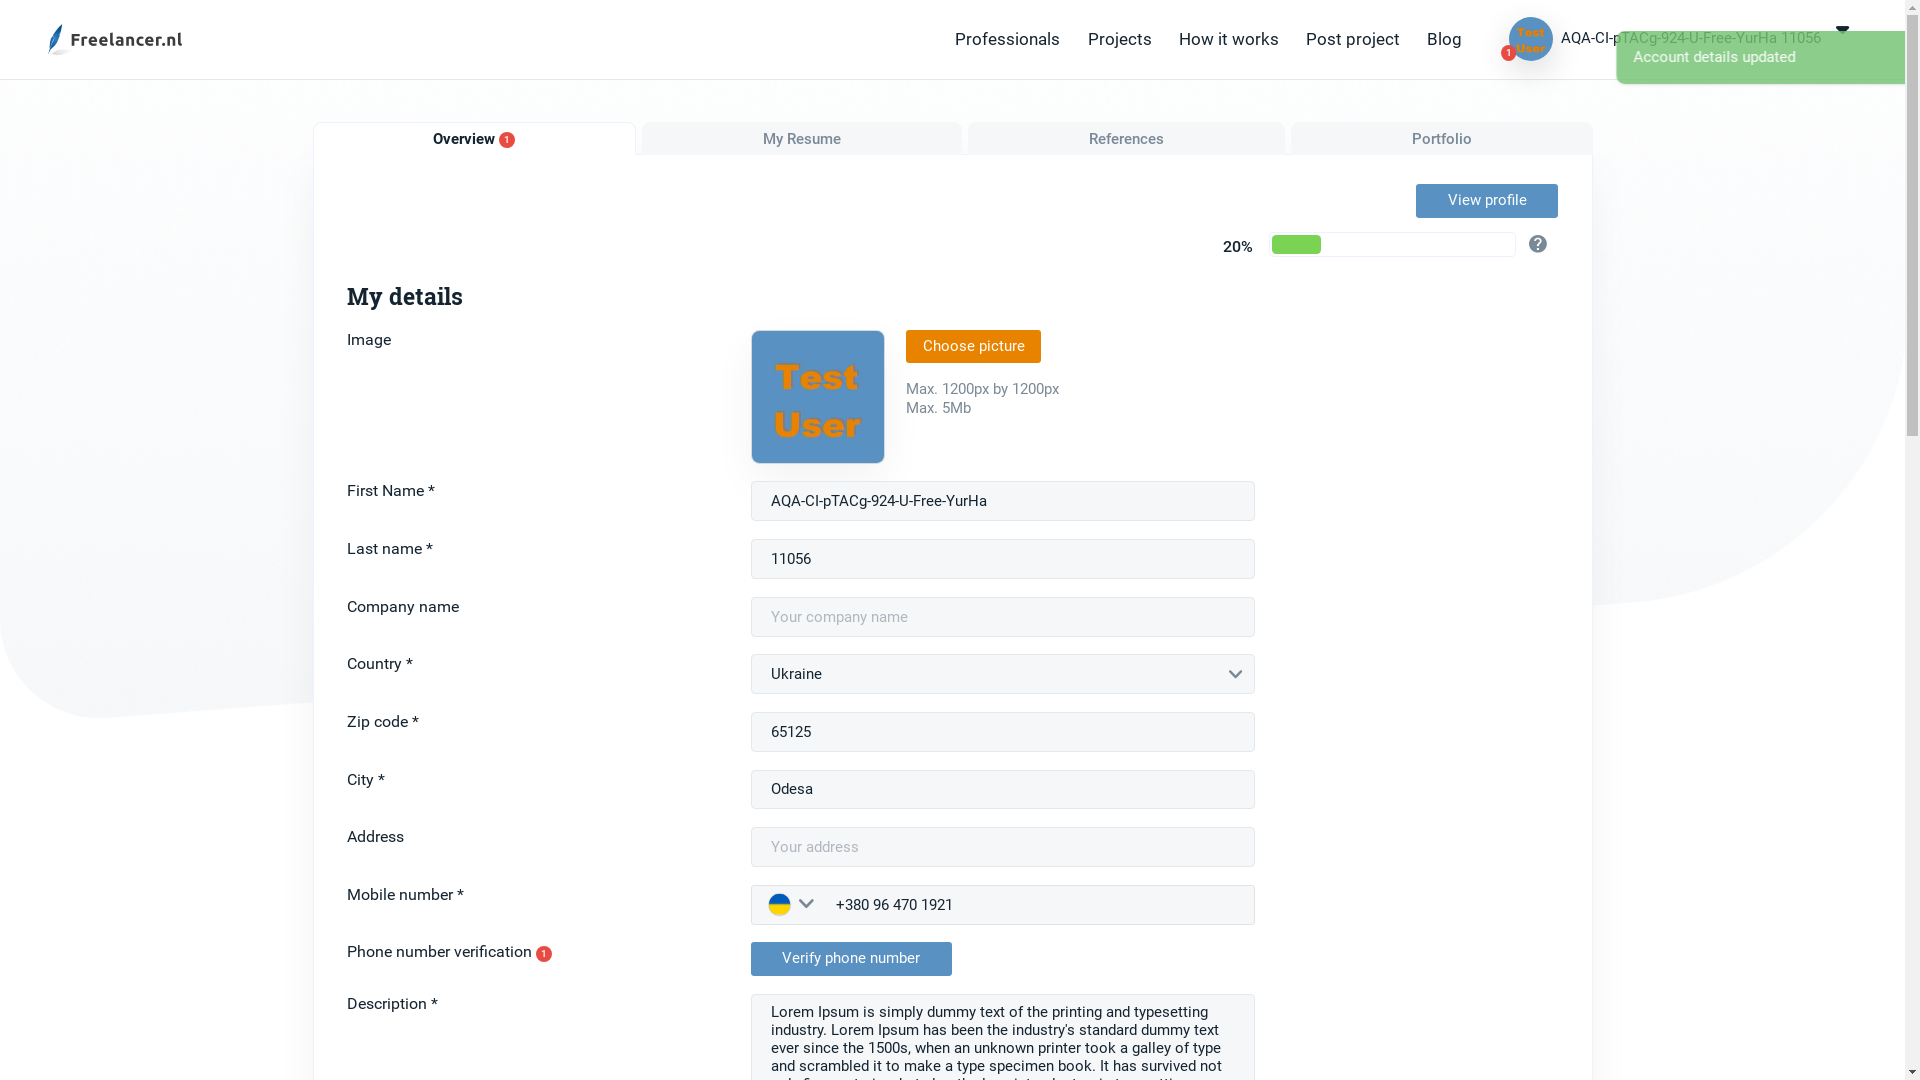 Freelancer.nl
Professionals
Projects
How it works
Post project
Blog
Test
User
1
AQA-CI-pTACg-924-U-Free-YurHa 11056
Account details updated
Overview 1
My Resume
References
Portfolio
View profile
20%
?
My details
Image
Test
User
Choose picture
Max. 1200px by 1200px
Max. 5Mb
First Name *
AQA-CI-pTACg-924-U-Free-YurHa
Last name *
11056
Company name
Your company name
Country *
Ukraine
Zip code *
65125
City *
Odesa
Address
Your address
Mobile number *
+380 96 470 1921
Phone number verification 1
Verify phone number
Description *
Lorem Ipsum is simply dummy text of the printing and typesetting
industry. Lorem Ipsum has been the industry's standard dummy text
ever since the 1500s, when an unknown printer took a galley of type
and scrambled it to make a type specimen book. It has survived not